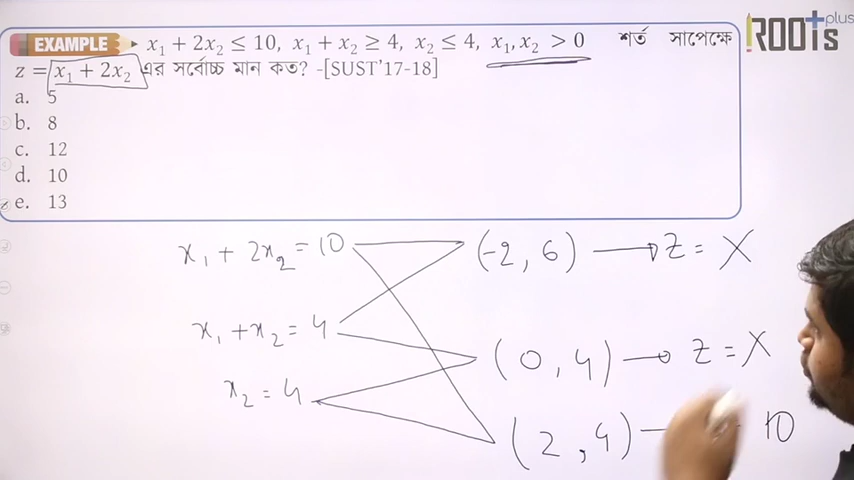 EXAMPLE x₁ + 2x₂ ≤ 10, x₁ + x₂ ≥ 4, x₂ ≤ 4, x₁,x₂ > 0 শর্ত সাপেক্ষে
z = x₁ + 2x₂ এর সর্বোচ্চ মান কত? -[SUST'17-18]
a. 5
b. 8
c. 12
d. 10
e. 13
ROOTs plus
x₁ + 2x₂ = 10
(-2, 6) → z = X
x₁ + x₂ = 4
(0, 4) → z = X
x₂ = 4
(2, 4) 10